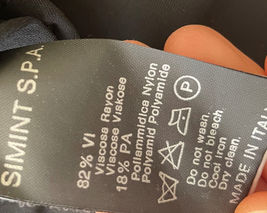 SIMINT S.P.A.
82% VI
Viscosa Rayon
Viscose Viskose
18% PA
Poliammidica Nylon
Polyamid Polyamide
P
Do not wash.
Do not bleach.
Cool iron.
Dry clean.
MADE IN ITALY